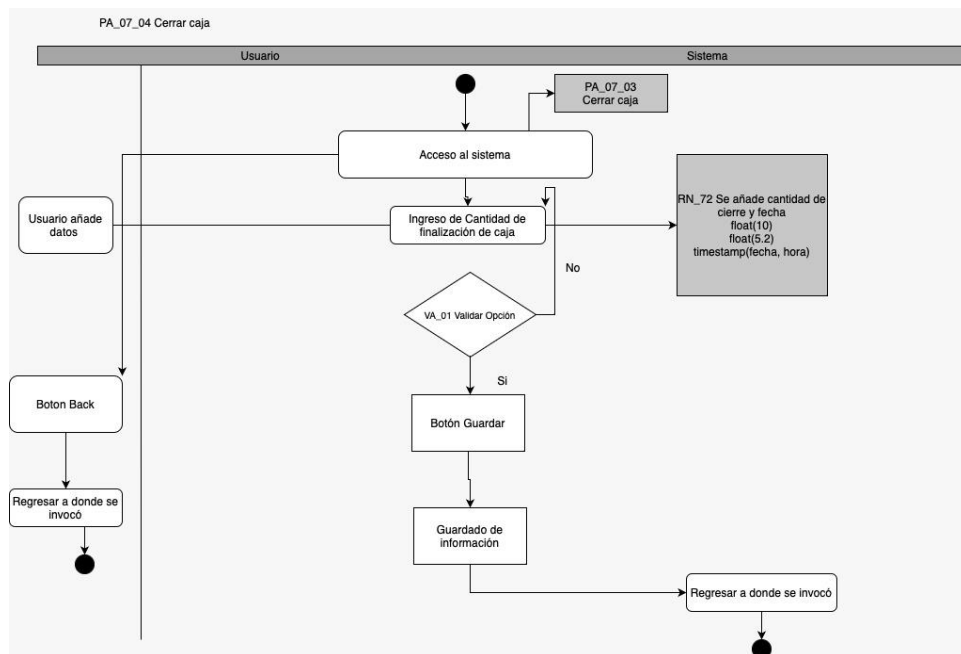 PA_07_04 Cerrar caja
Usuario
Sistema
PA_07_03
Cerrar caja
Acceso al sistema
Usuario añade
datos
Ingreso de Cantidad de
finalización de caja
RN_72 Se añade cantidad de
cierre y fecha
float(10)
float(5.2)
timestamp(fecha, hora)
No
VA_01 Validar Opción
Si
Boton Back
Botón Guardar
Regresar a donde se
invocó
Guardado de
información
Regresar a donde se invocó